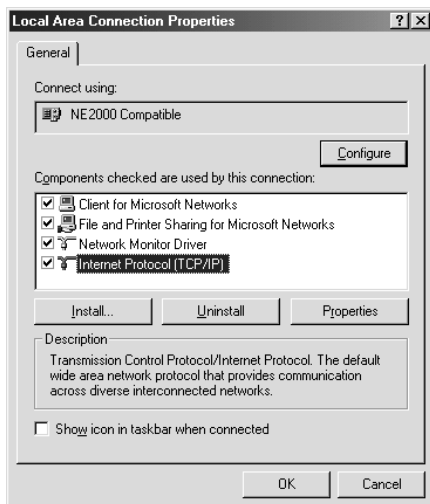 Local Area Connection Properties
General
Connect using:
NE2000 Compatible
Configure
Components checked are used by this connection:
Client for Microsoft Networks
File and Printer Sharing for Microsoft Networks
Network Monitor Driver
Internet Protocol (TCP/IP)
Install... Uninstall Properties
Description
Transmission Control Protocol/Internet Protocol. The default
wide area network protocol that provides communication
across diverse interconnected networks.
Show icon in taskbar when connected
OK Cancel